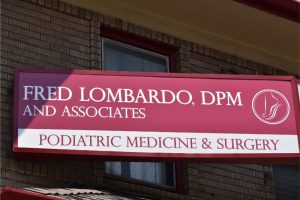 FRED LOMBARDO, DPM
AND ASSOCIATES
PODIATRIC MEDICINE & SURGERY